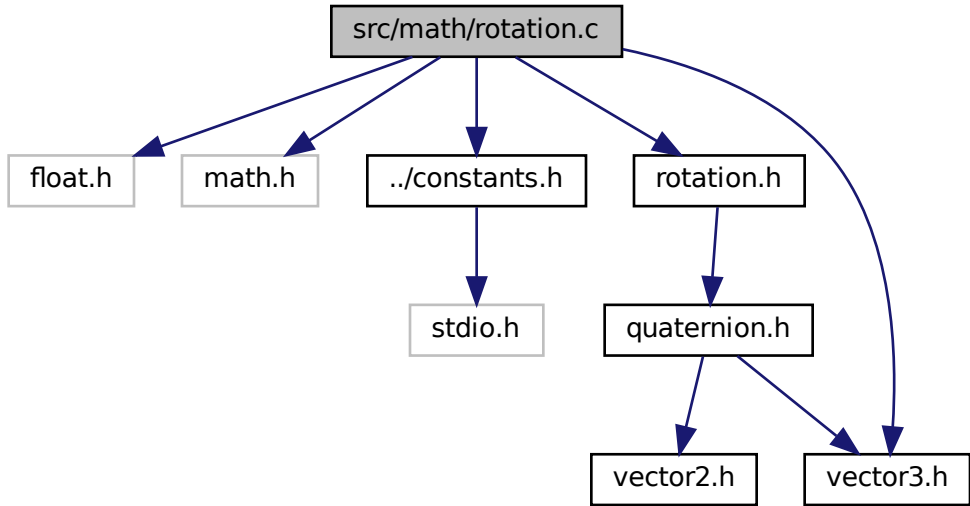 src/math/rotation.c
float.h
math.h
../constants.h
rotation.h
stdio.h
quaternion.h
vector2.h
vector3.h